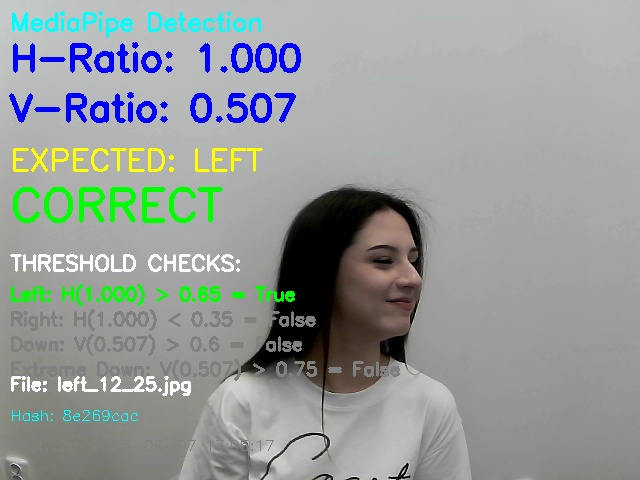 MediaPipe Detection
H-Ratio: 1.000
V-Ratio: 0.507
EXPECTED: LEFT
CORRECT
THRESHOLD CHECKS:
Left: H(1.000) > 0.65 = True
Right: H(1.000) < 0.35 = False
Down: V(0.507) > 0.6 = False
Extreme Down: V(0.507) > 0.75 = False
File: left_12_25.jpg
Hash: 8e269cac